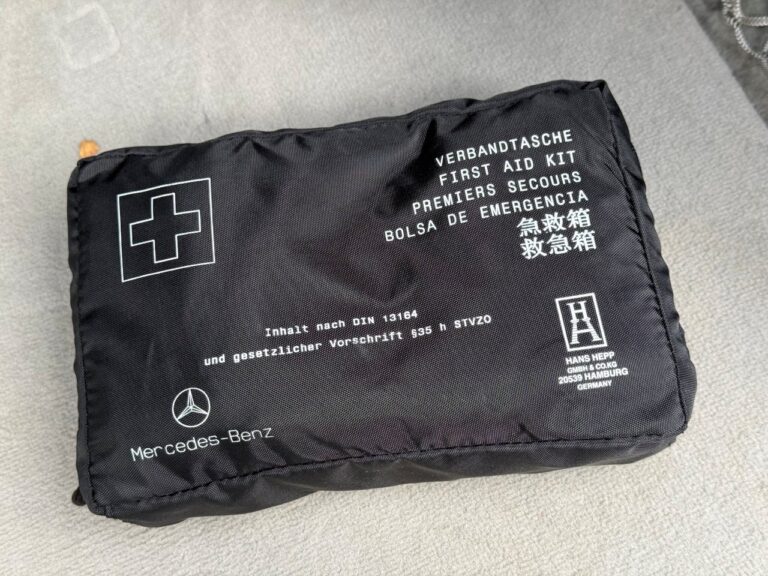 VERBANDTASCHE
FIRST AID KIT
PREMIERS SECOURS
BOLSA DE EMERGENCIA
急救箱
救急箱
Inhalt nach DIN 13164
und gesetzlicher Vorschrift §35 h STVZO
HA
HANS HEPP
GMBH & CO.KG
20539 HAMBURG
GERMANY
Mercedes-Benz